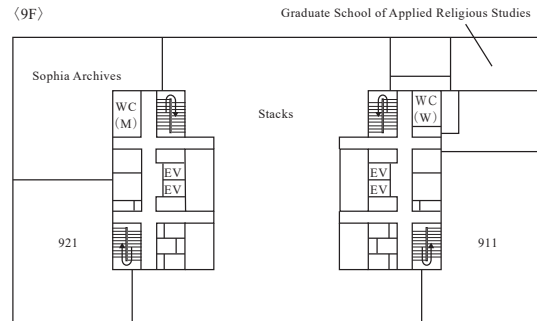 〈9F〉
Graduate School of Applied Religious Studies
Sophia Archives
WC
(M)
Stacks
WC
(W)
EV
EV
EV
EV
921
911